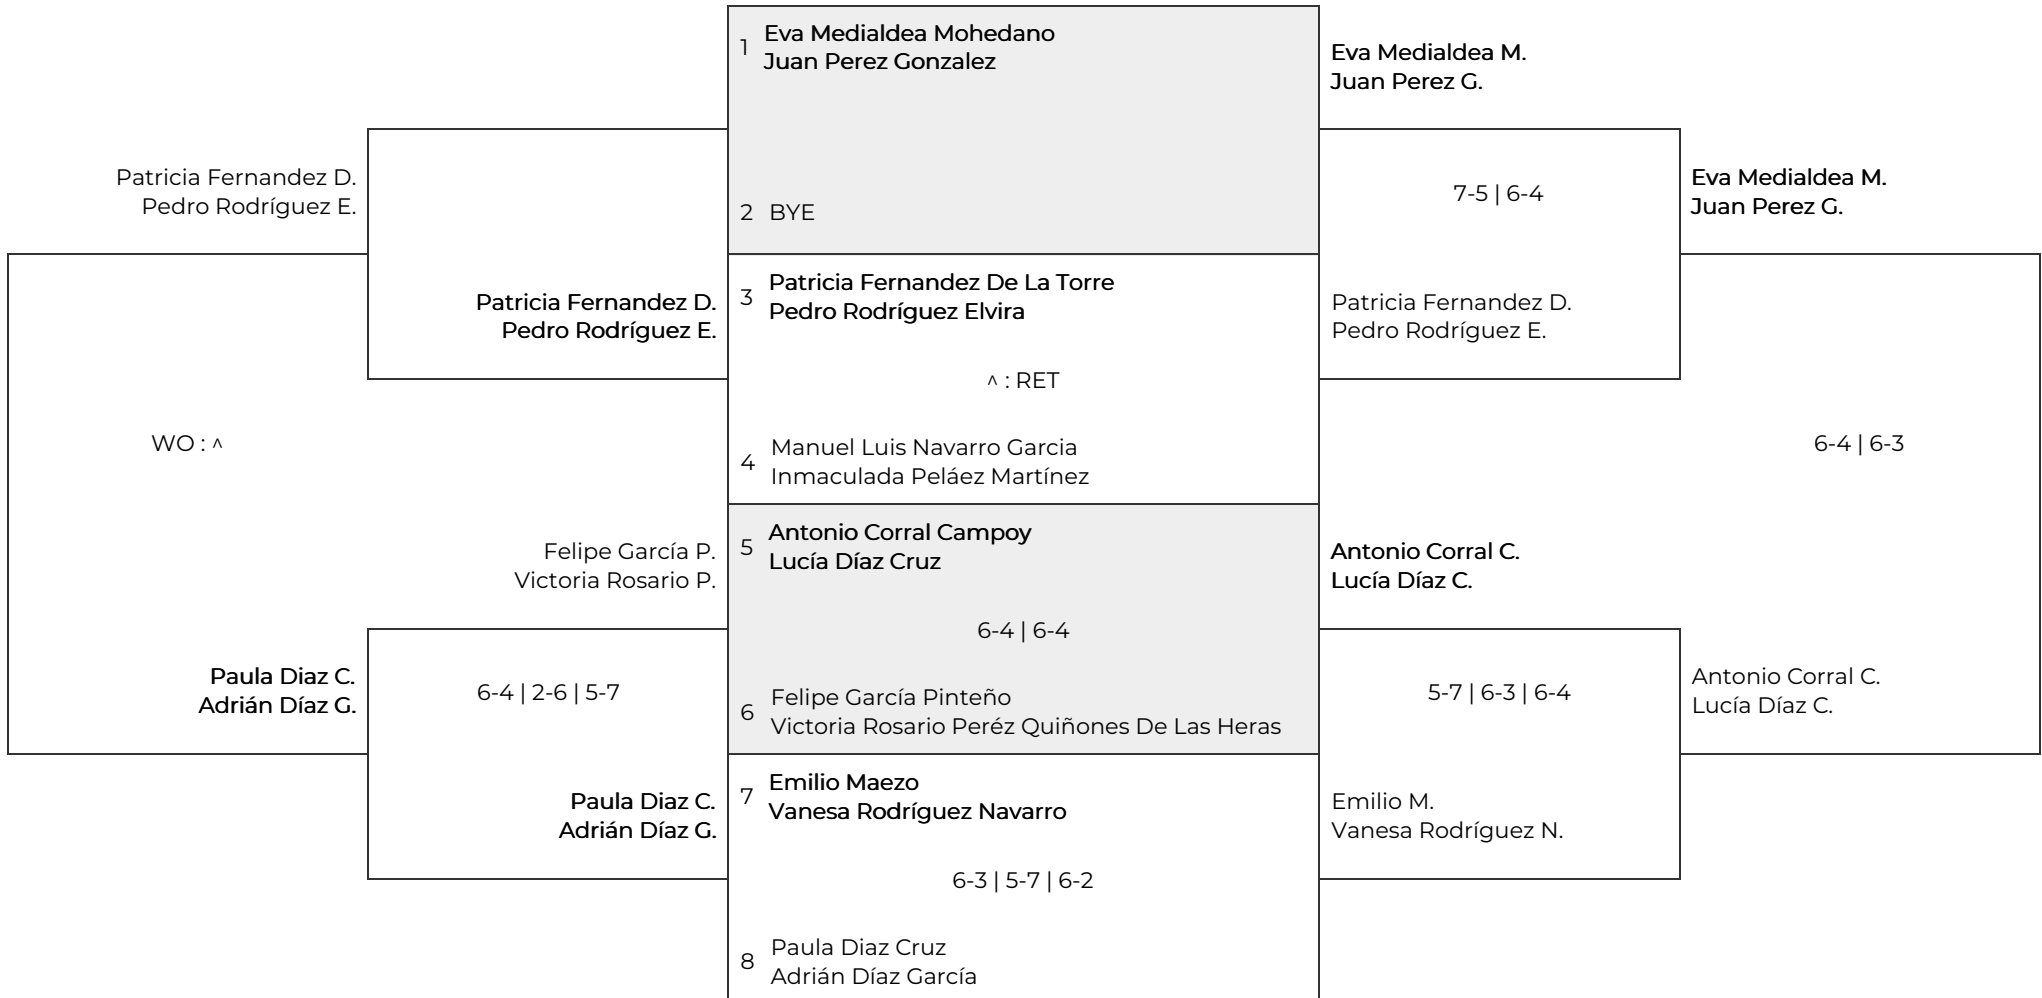 Patricia Fernandez D.
Pedro Rodríguez E.
WO : ^
Paula Diaz C.
Adrián Díaz G.
Patricia Fernandez D.
Pedro Rodríguez E.
Felipe García P.
Victoria Rosario P.
6-4 | 2-6 | 5-7
Paula Diaz C.
Adrián Díaz G.
1
Eva Medialdea Mohedano
Juan Perez Gonzalez
2 BYE
3
Patricia Fernandez De La Torre
Pedro Rodríguez Elvira
^ : RET
4
Manuel Luis Navarro Garcia
Inmaculada Peláez Martínez
5
Antonio Corral Campoy
Lucía Díaz Cruz
6-4 | 6-4
6
Felipe García Pinteño
Victoria Rosario Peréz Quiñones De Las Heras
7
Emilio Maezo
Vanesa Rodríguez Navarro
6-3 | 5-7 | 6-2
8
Paula Diaz Cruz
Adrián Díaz García
Eva Medialdea M.
Juan Perez G.
7-5 | 6-4
Patricia Fernandez D.
Pedro Rodríguez E.
Antonio Corral C.
Lucía Díaz C.
5-7 | 6-3 | 6-4
Emilio M.
Vanesa Rodríguez N.
Eva Medialdea M.
Juan Perez G.
6-4 | 6-3
Antonio Corral C.
Lucía Díaz C.